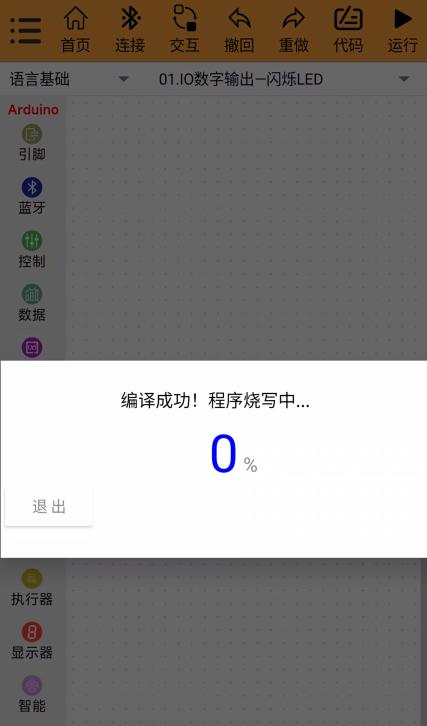 首页 连接 交互 撤回 重做 代码 运行
语言基础 01.IO数字输出—闪烁LED
Arduino
引脚
蓝牙
控制
数据
编译成功！程序烧写中...
0 %
退出
执行器
显示器
智能